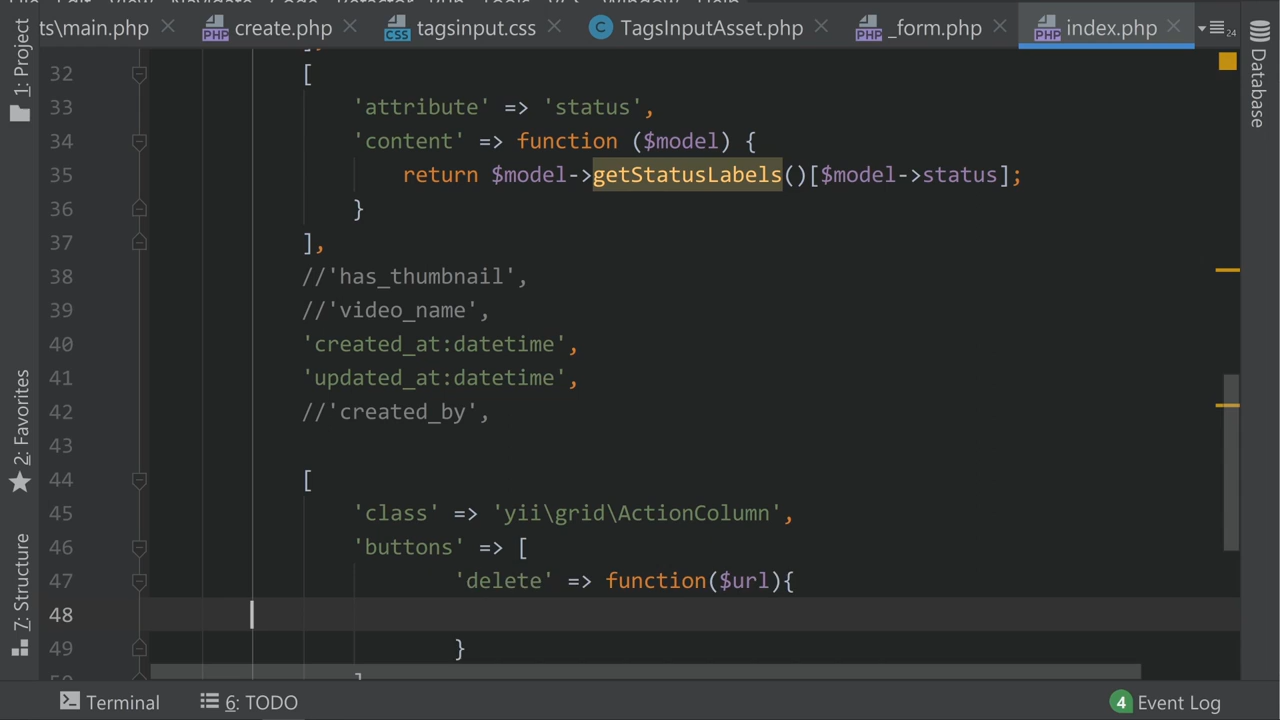 ts\main.php
create.php
tagsinput.css
TagsInputAsset.php
_form.php
index.php
24
1: Project
2: Favorites
7: Structure
Database
32 [
33 'attribute' => 'status',
34 'content' => function ($model) {
35 return $model->getStatusLabels()[$model->status];
36 }
37 ],
38 //'has_thumbnail',
39 //'video_name',
40 'created_at:datetime',
41 'updated_at:datetime',
42 //'created_by',
43
44 [
45 'class' => 'yii\grid\ActionColumn',
46 'buttons' => [
47 'delete' => function($url){
48
49 }
Terminal
6: TODO
4 Event Log